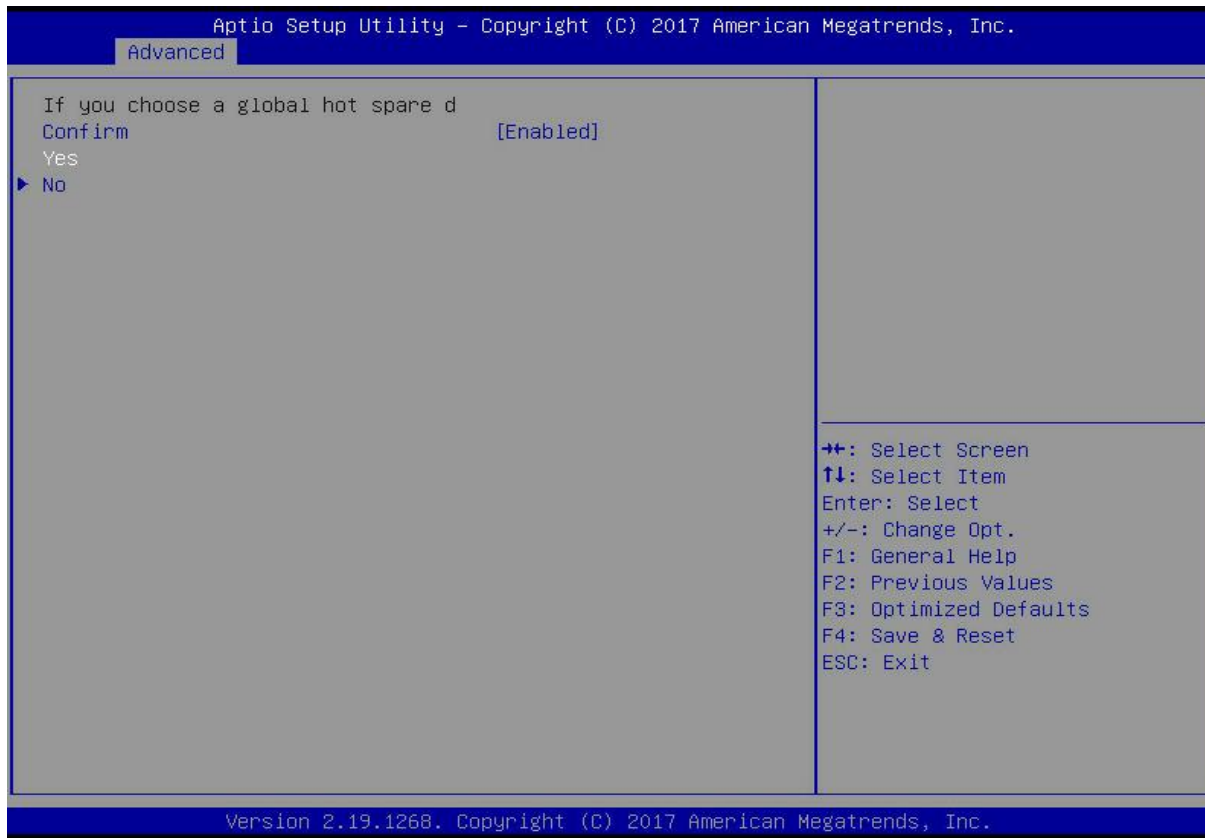 Aptio Setup Utility – Copyright (C) 2017 American Megatrends, Inc.
Advanced
If you choose a global hot spare d
Confirm [Enabled]
Yes
▶ No
→←: Select Screen
↑↓: Select Item
Enter: Select
+/-: Change Opt.
F1: General Help
F2: Previous Values
F3: Optimized Defaults
F4: Save & Reset
ESC: Exit
Version 2.19.1268. Copyright (C) 2017 American Megatrends, Inc.